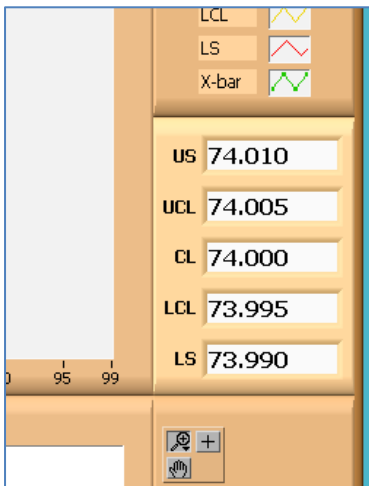 LCL
LS
X-bar
US 74.010
UCL 74.005
CL 74.000
LCL 73.995
LS 73.990
95 99